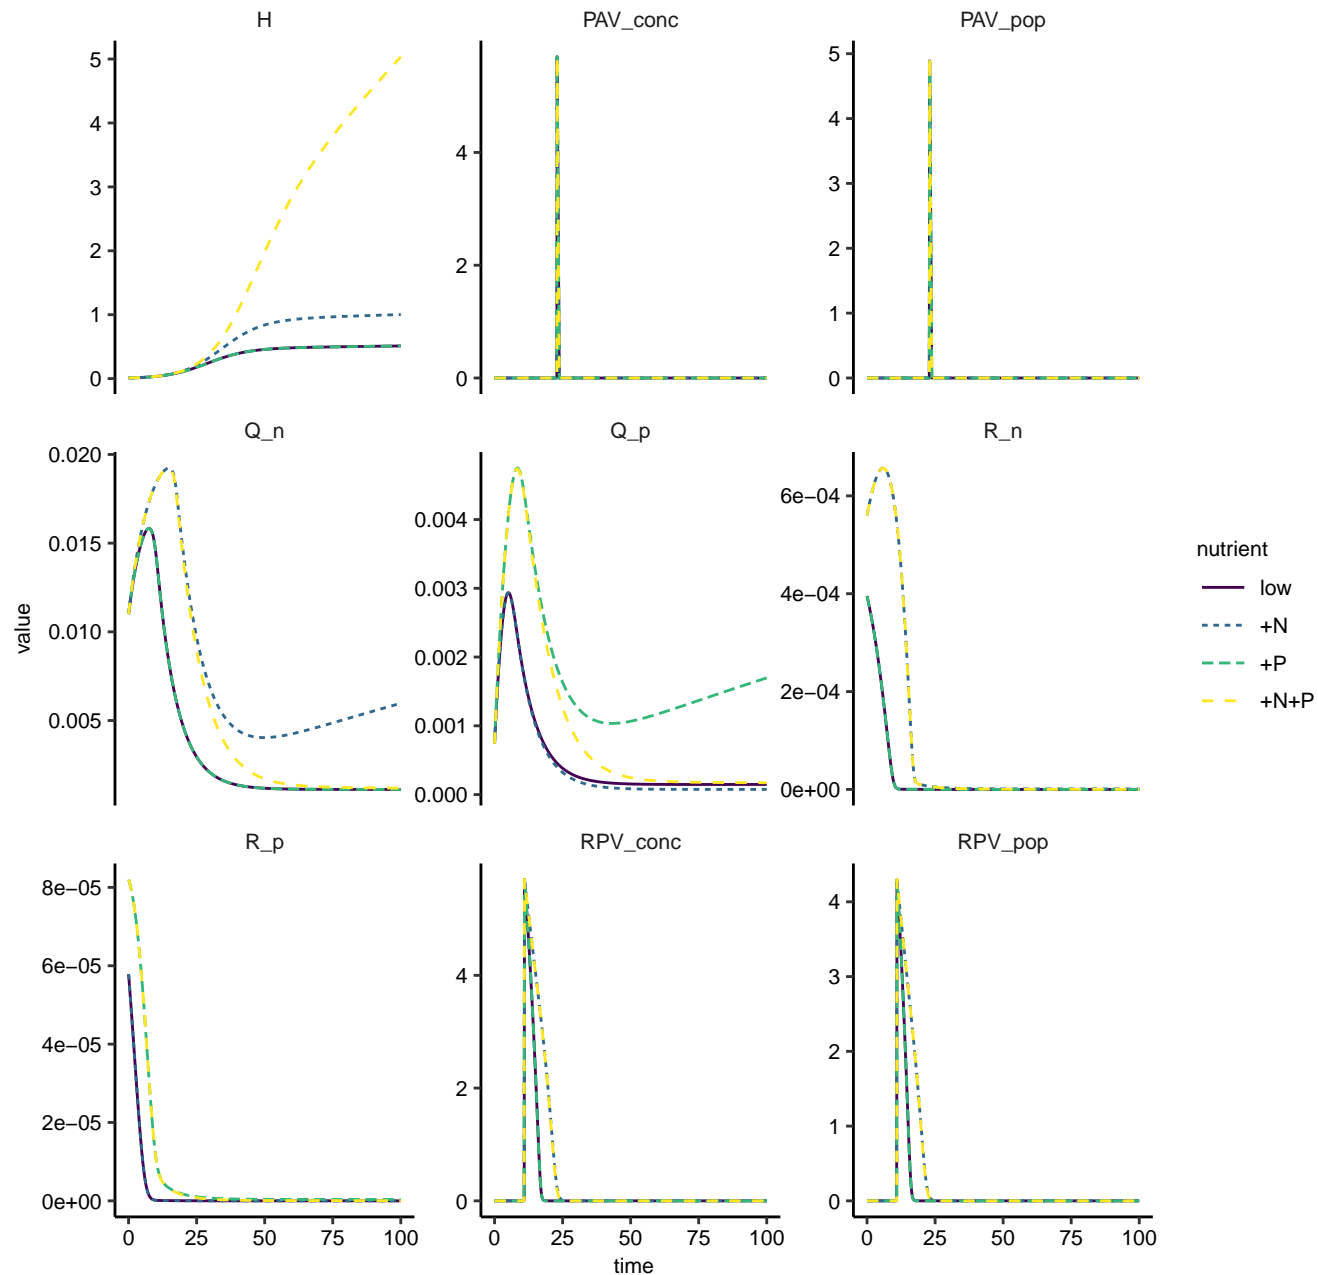 H
PAV_conc
PAV_pop
5
4
3
2
1
0
4
2
0
5
4
3
2
1
0
Q_n
Q_p
R_n
0.020
0.015
0.010
0.005
0.004
0.003
0.002
0.001
0.000
6e−04
4e−04
2e−04
0e+00
R_p
RPV_conc
RPV_pop
8e−05
6e−05
4e−05
2e−05
0e+00
4
2
0
4
3
2
1
0
0 25 50 75 100
0 25 50 75 100
0 25 50 75 100
time
value
nutrient
low
+N
+P
+N+P